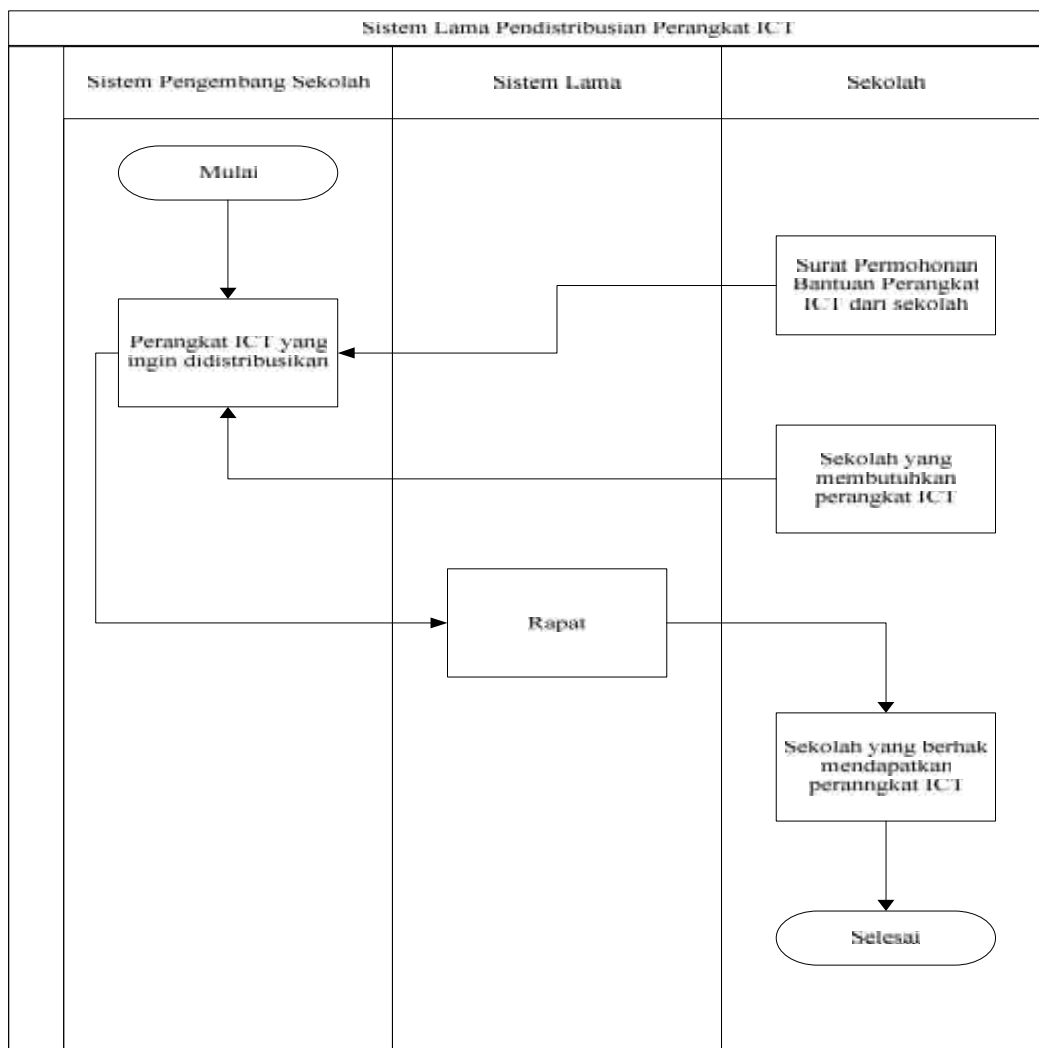 Sistem Lama Pendistribusian Perangkat ICT
Sistem Pengembang Sekolah
Sistem Lama
Sekolah
Mulai
Surat Permohonan
Bantuan Perangkat
ICT dari sekolah
Perangkat ICT yang
ingin didistribusikan
Sekolah yang
membutuhkan
perangkat ICT
Rapat
Sekolah yang berhak
mendapatkan
peranngkat ICT
Selesai